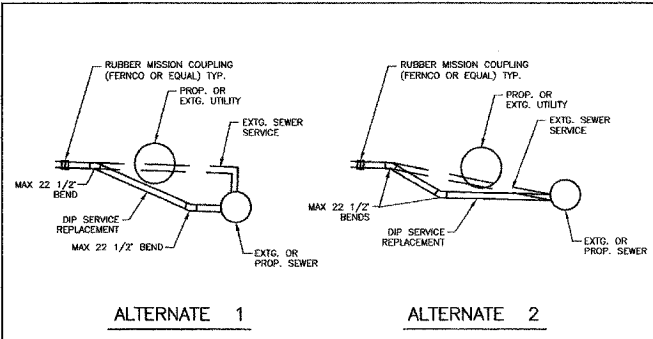 RUBBER MISSION COUPLING
(FERNCO OR EQUAL) TYP.
PROP. OR
EXTG. UTILITY
EXTG. SEWER
SERVICE
MAX 22 1/2°
BEND
DIP SERVICE
REPLACEMENT
MAX 22 1/2° BEND
EXTG. OR
PROP. SEWER
ALTERNATE 1
RUBBER MISSION COUPLING
(FERNCO OR EQUAL) TYP.
PROP. OR
EXTG. UTILITY
EXTG. SEWER
SERVICE
MAX 22 1/2°
BENDS
DIP SERVICE
REPLACEMENT
EXTG. OR
PROP. SEWER
ALTERNATE 2